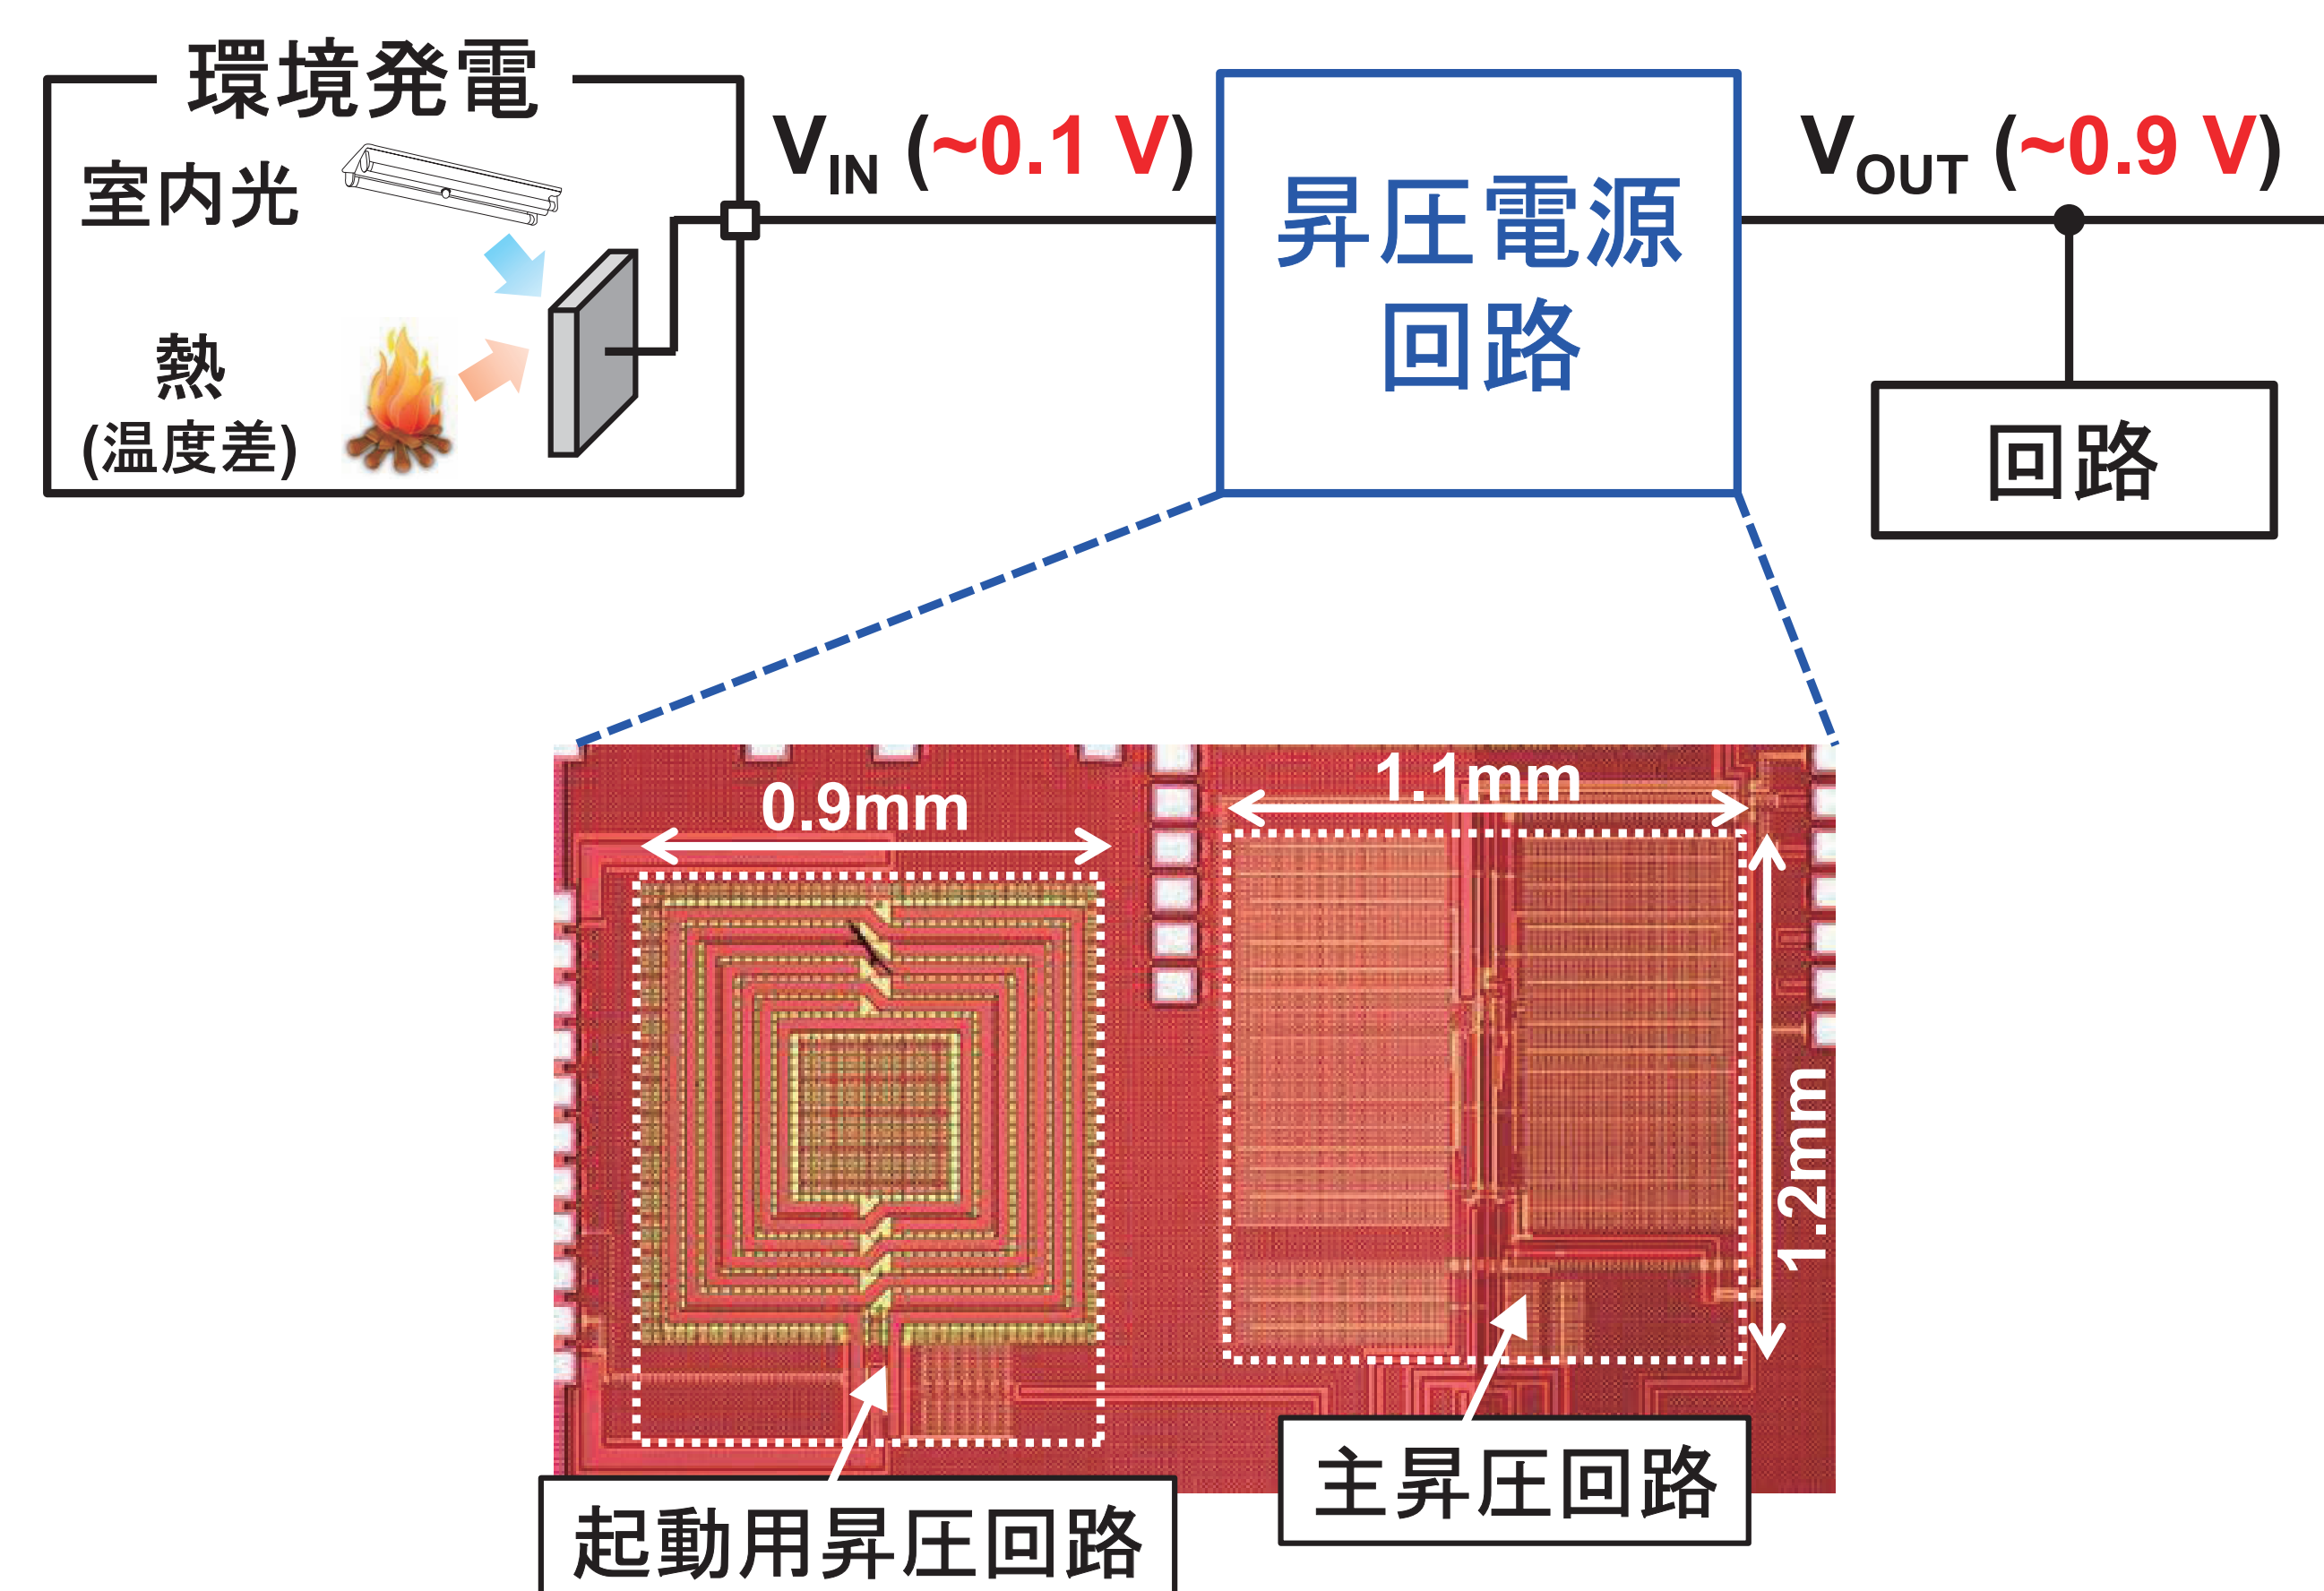 環境発電
室内光
熱
(温度差)
VIN (~0.1 V)
昇圧電源
回路
VOUT (~0.9 V)
回路
0.9mm
1.1mm
1.2mm
起動用昇圧回路
主昇圧回路